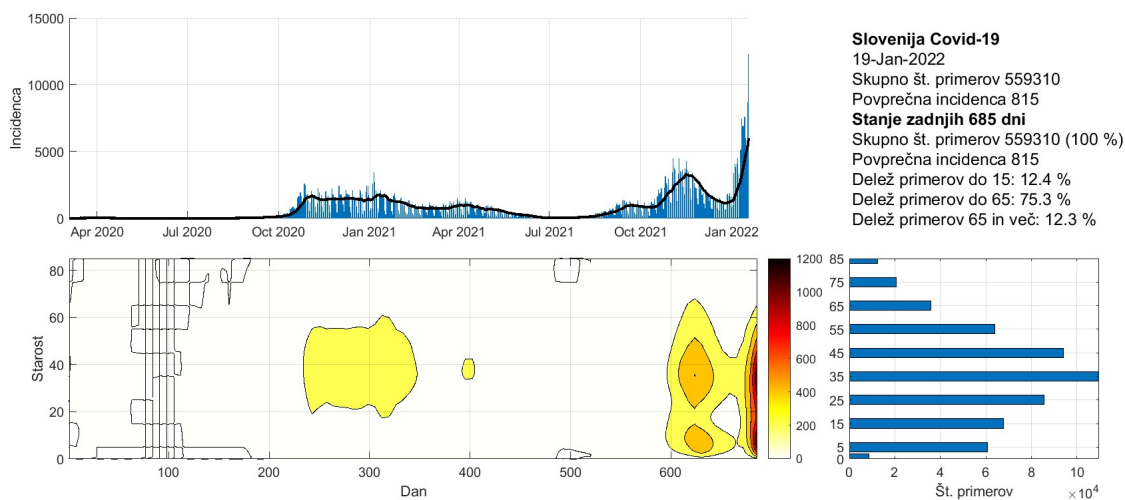 15000
10000
5000
0
Incidenca
Apr 2020 Jul 2020 Oct 2020 Jan 2021 Apr 2021 Jul 2021 Oct 2021 Jan 2022
Slovenija Covid-19
19-Jan-2022
Skupno št. primerov 559310
Povprečna incidenca 815
Stanje zadnjih 685 dni
Skupno št. primerov 559310 (100 %)
Povprečna incidenca 815
Delež primerov do 15: 12.4 %
Delež primerov do 65: 75.3 %
Delež primerov 65 in več: 12.3 %
80
60
40
20
0
Starost
100 200 300 400 500 600
Dan
1200
1000
800
600
400
200
0
85
75
65
55
45
35
25
15
5
0
0 2 4 6 8 10
Št. primerov
×10⁴